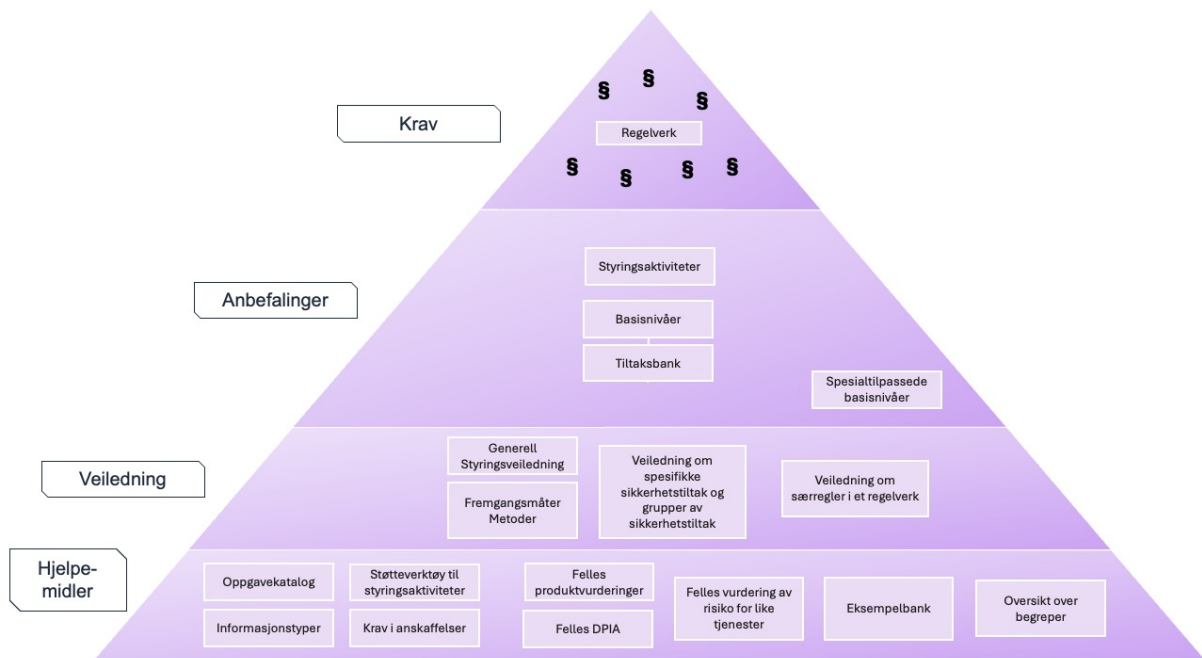 § § §
Krav
Regelverk
§ § § §
Styringsaktiviteter
Anbefalinger
Basisnivåer
Tiltaksbank
Spesialtilpassede
basisnivåer
Veiledning
Generell
Styringsveiledning
Fremgangsmåter
Metoder
Veiledning om
spesifikke
sikkerhetstiltak og
grupper av
sikkerhetstiltak
Veiledning om
særregler i et regelverk
Hjelpe-
midler
Oppgavekatalog
Informasjonstyper
Støtteverktøy til
styringsaktiviteter
Krav i anskaffelser
Felles
produktvurderinger
Felles DPIA
Felles vurdering av
risiko for like
tjenester
Eksempelbank
Oversikt over
begreper